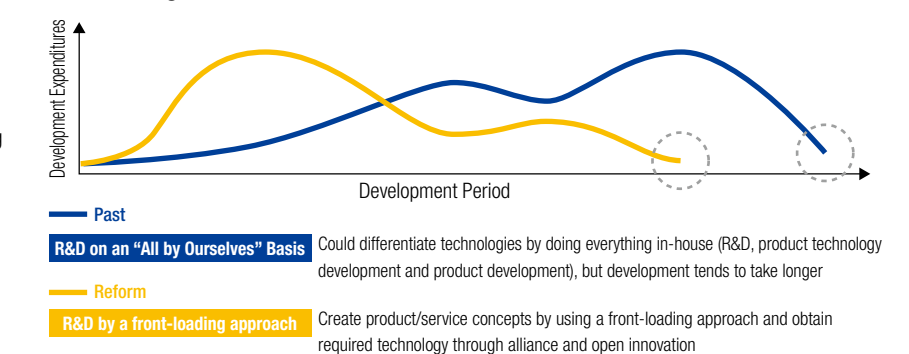 Development Expenditures
Development Period
Past
R&D on an “All by Ourselves” Basis
Could differentiate technologies by doing everything in-house (R&D, product technology
development and product development), but development tends to take longer
Reform
R&D by a front-loading approach
Create product/service concepts by using a front-loading approach and obtain
required technology through alliance and open innovation